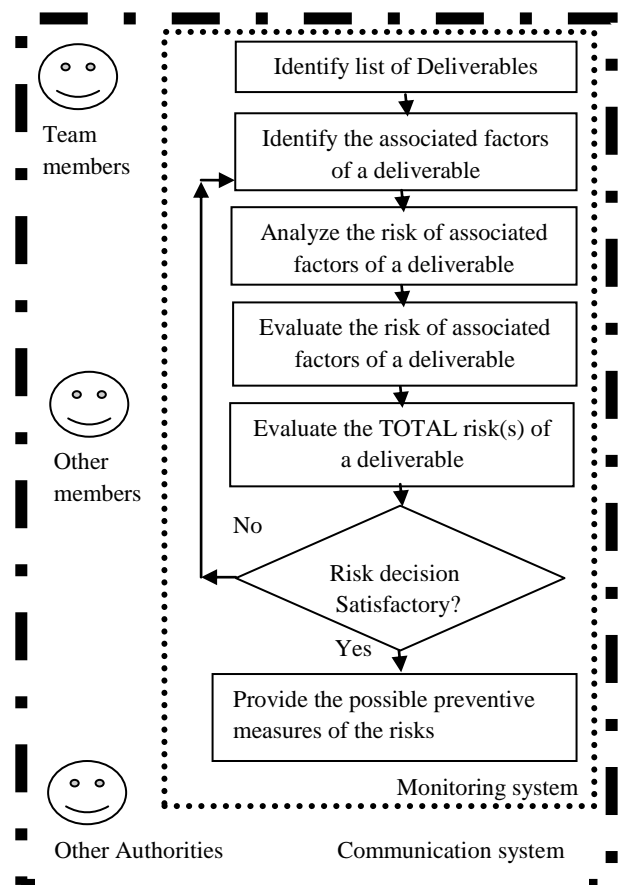 Identify list of Deliverables
Team
members
Identify the associated factors
of a deliverable
Analyze the risk of associated
factors of a deliverable
Evaluate the risk of associated
factors of a deliverable
Other
members
Evaluate the TOTAL risk(s) of
a deliverable
No
Risk decision
Satisfactory?
Yes
Provide the possible preventive
measures of the risks
Monitoring system
Other Authorities
Communication system